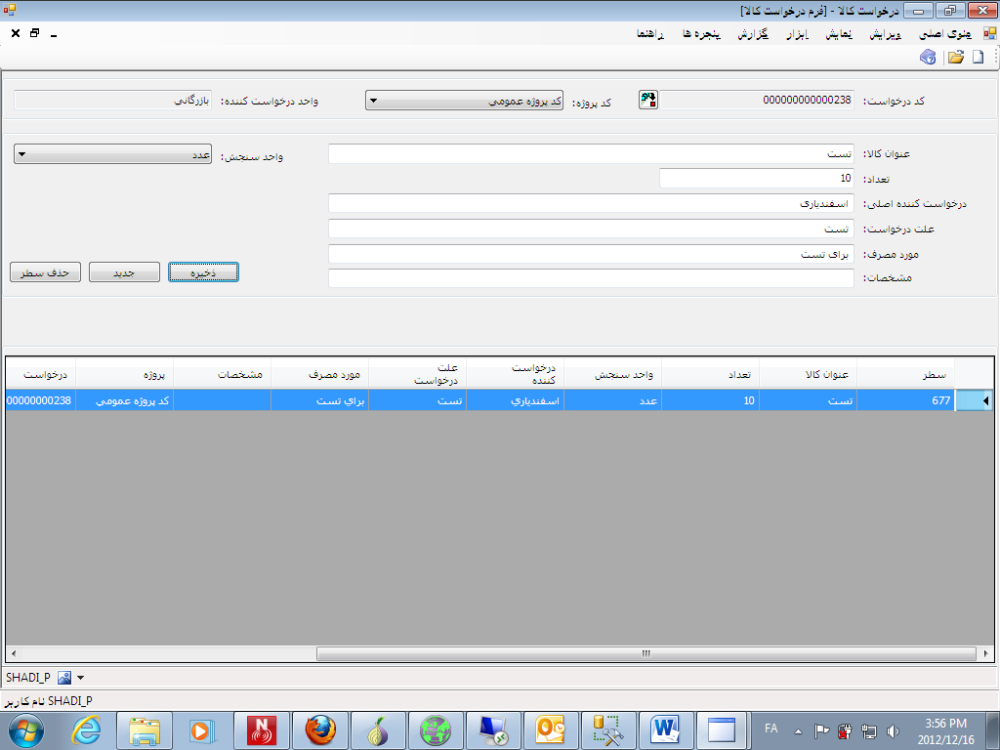 درخواست کالا - [فرم درخواست کالا]
منوی اصلی ویرایش نمایش ابزار گزارش پنجره ها راهنما
کد درخواست: 000000000000238 کد پروژه: کد پروژه عمومی واحد درخواست کننده: بازرگانی
عنوان کالا: تست واحد سنجش: عدد
تعداد: 10
درخواست کننده اصلی: اسفندیاری
علت درخواست: تست
مورد مصرف: برای تست
مشخصات:
ذخیره جدید حذف سطر
سطر عنوان کالا تعداد واحد سنجش درخواست کننده علت درخواست مورد مصرف مشخصات پروژه درخواست
677 تست 10 عدد اسفندياري تست براي تست کد پروژه عمومی 00000000238
SHADI_P
نام کاربر SHADI_P
FA
3:56 PM
2012/12/16